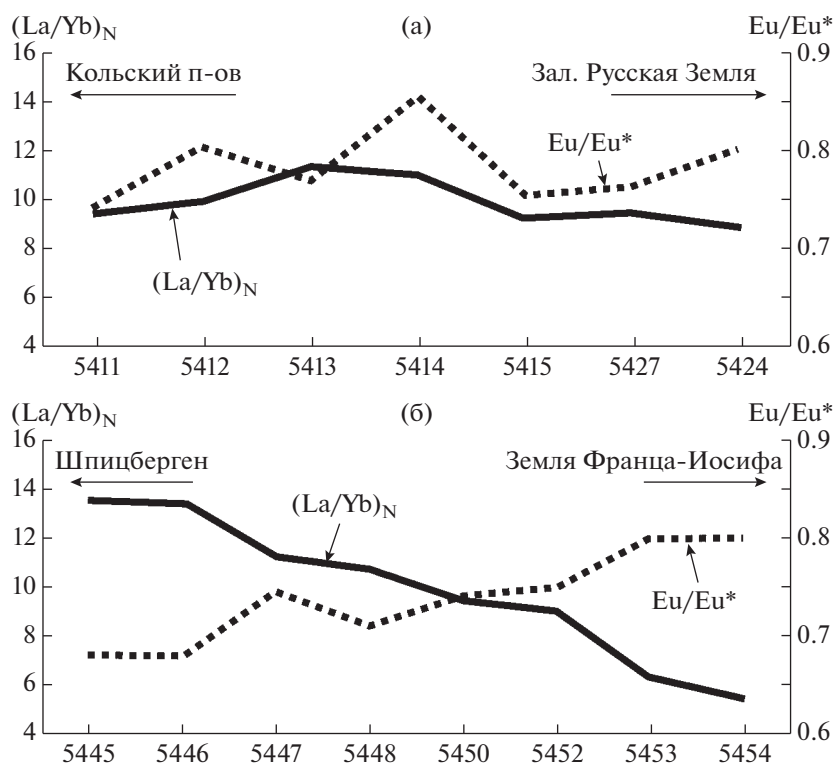 (La/Yb)N (а) Eu/Eu*
16 0.9
Кольский п-ов Зал. Русская Земля
14
12 0.8
Eu/Eu*
10
8 0.7
(La/Yb)N
6
4 0.6
5411 5412 5413 5414 5415 5427 5424
(La/Yb)N (б) Eu/Eu*
16 0.9
Шпицберген Земля Франца-Иосифа
14
(La/Yb)N
12 0.8
10
Eu/Eu*
8 0.7
6
4 0.6
5445 5446 5447 5448 5450 5452 5453 5454